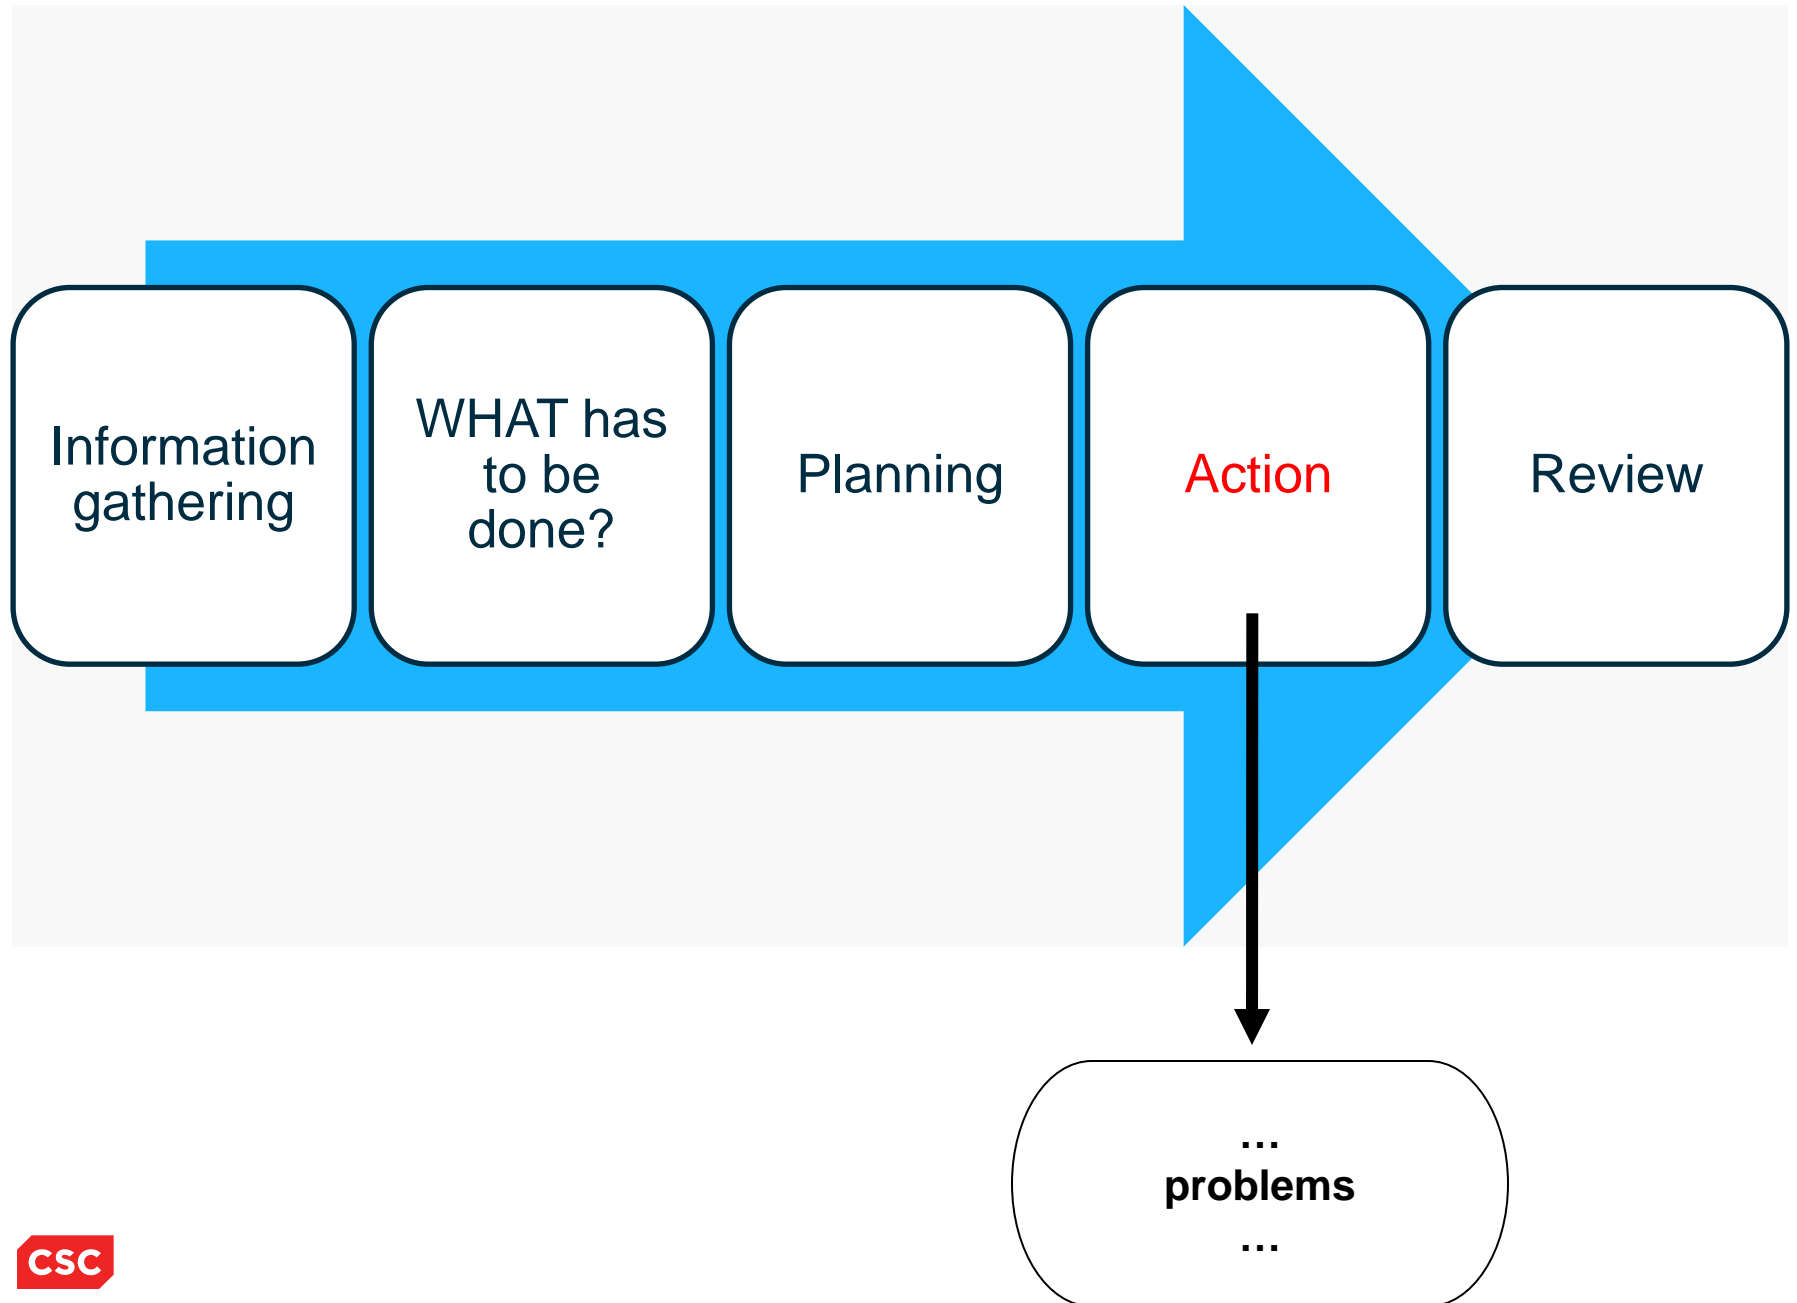 Information
gathering
WHAT has
to be
done?
Planning
Action
Review
...
problems
...
CSC